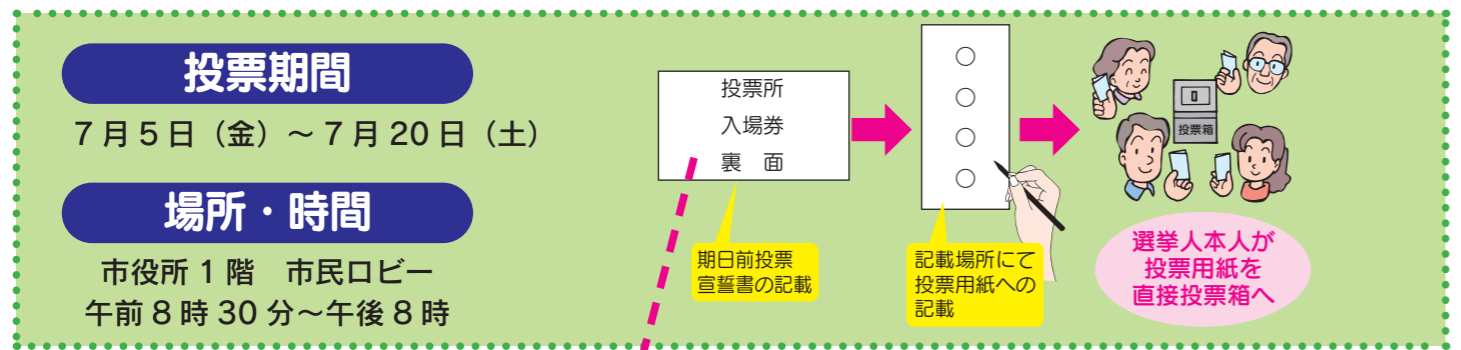 投票期間
7月5日（金）～7月20日（土）
場所・時間
市役所1階　市民ロビー
午前8時30分～午後8時
投票所
入場券
裏　面
期日前投票
宣誓書の記載
○
○
○
○
記載場所にて
投票用紙への
記載
投票箱
選挙人本人が
投票用紙を
直接投票箱へ